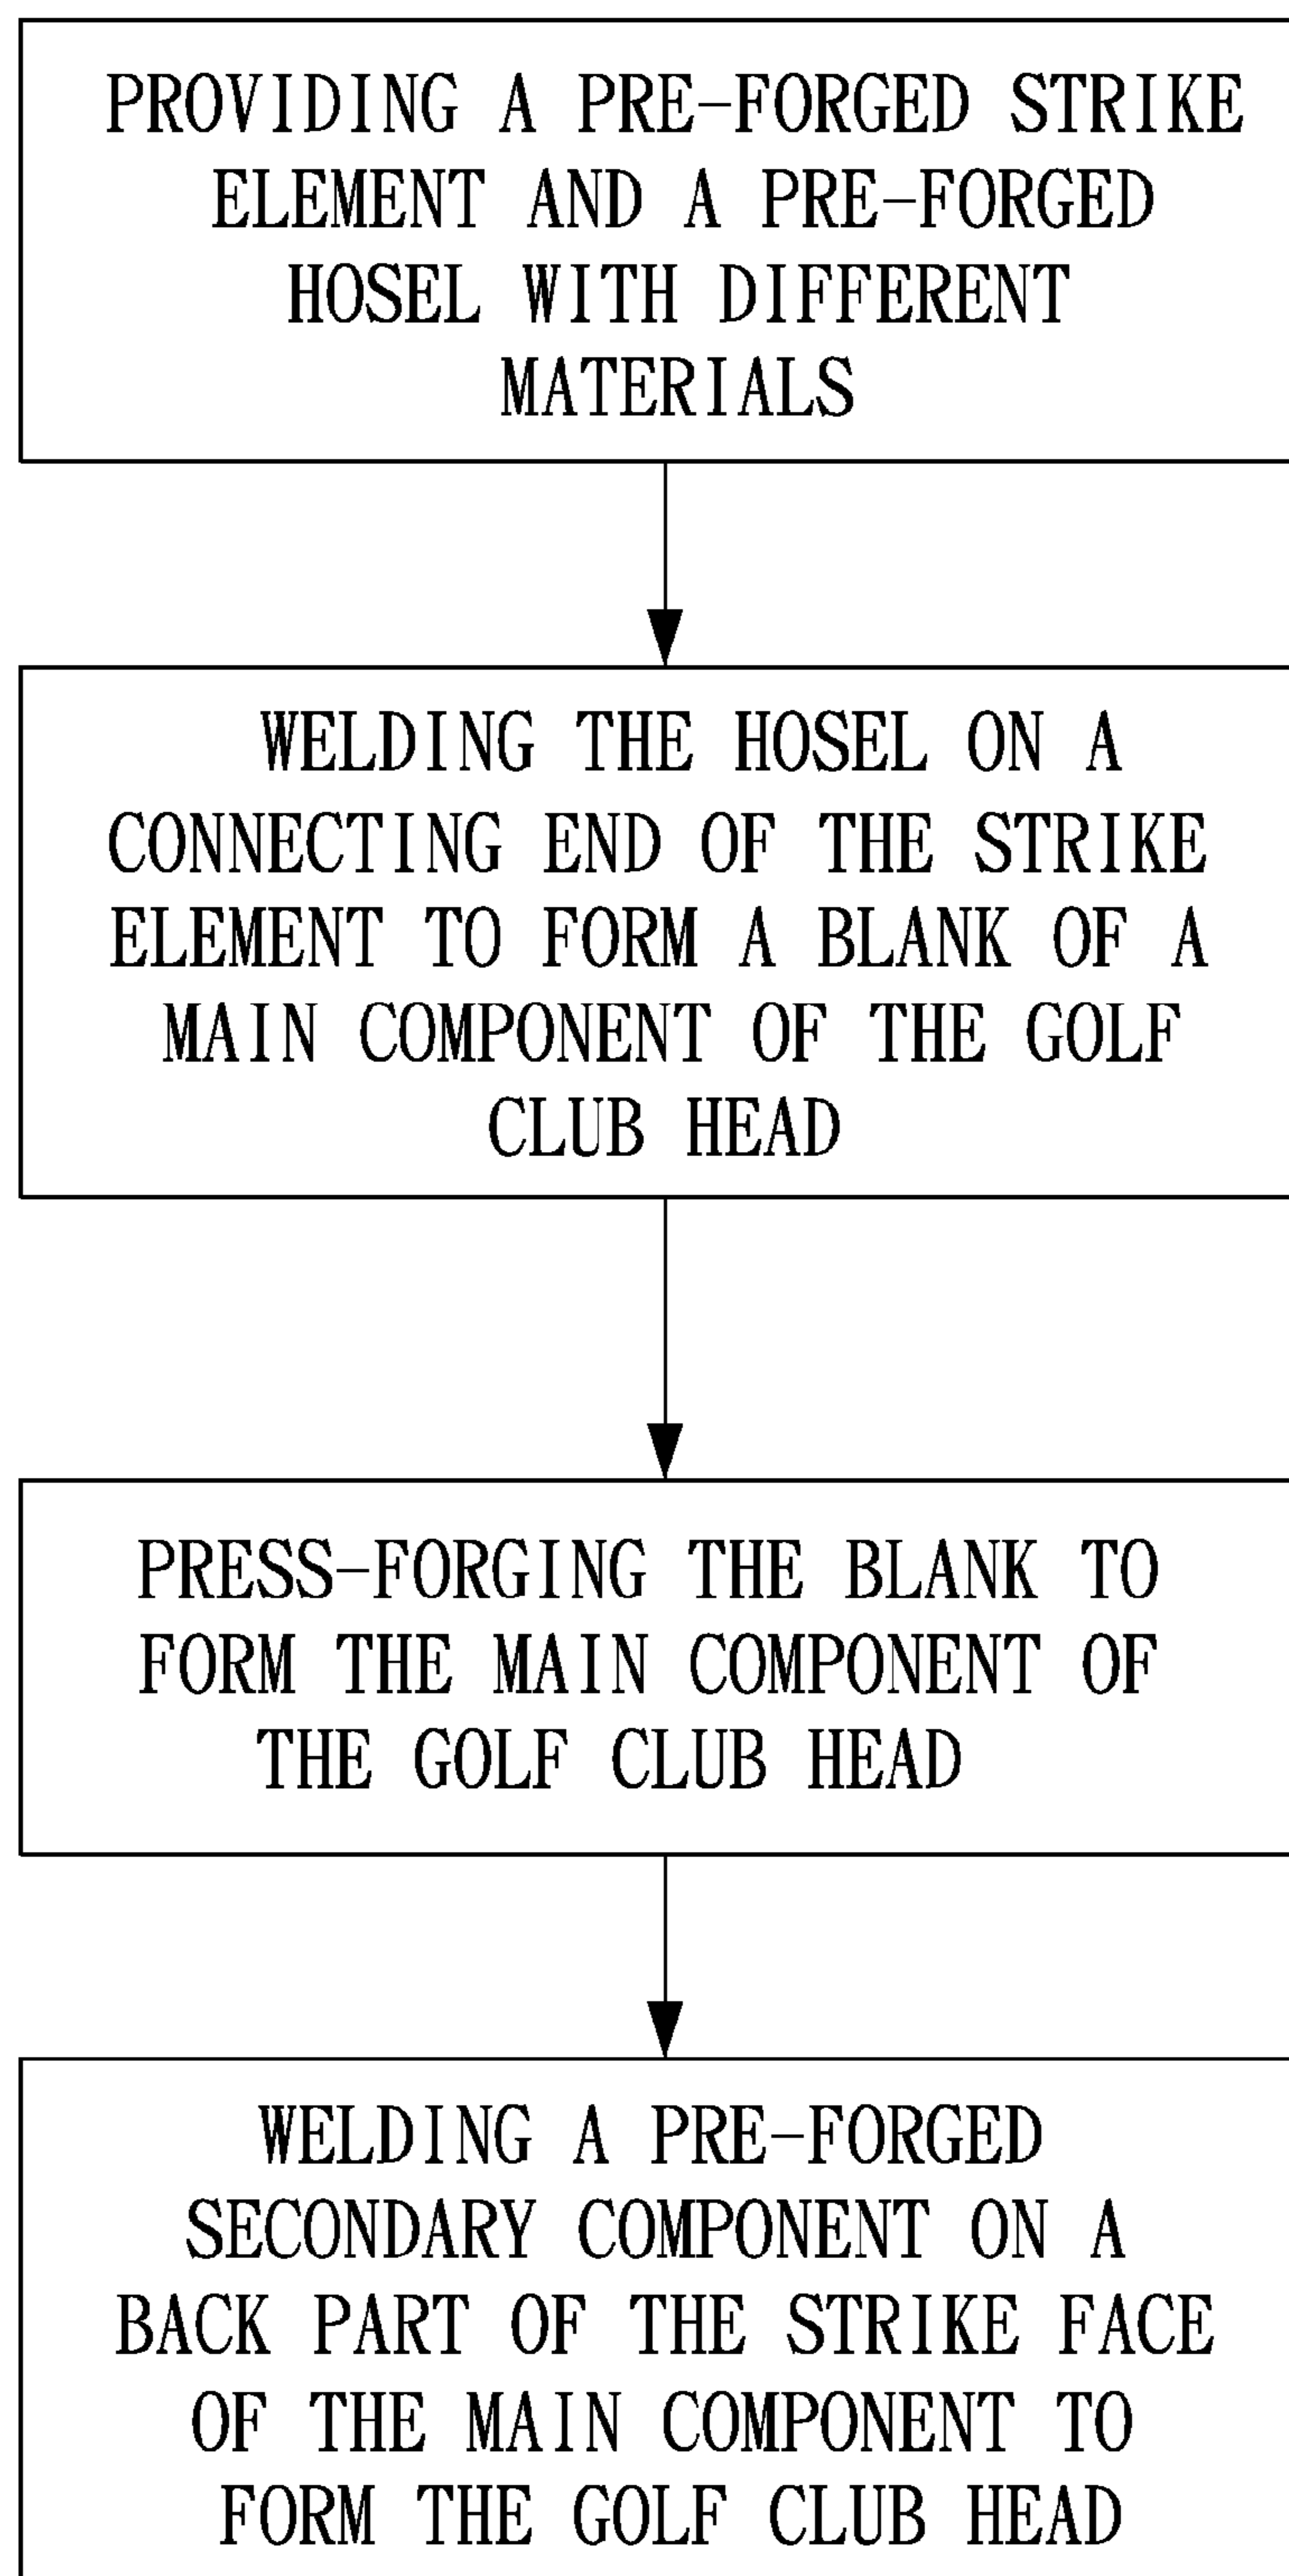 PROVIDING A PRE-FORGED STRIKE
ELEMENT AND A PRE-FORGED
HOSEL WITH DIFFERENT
MATERIALS
WELDING THE HOSEL ON A
CONNECTING END OF THE STRIKE
ELEMENT TO FORM A BLANK OF A
MAIN COMPONENT OF THE GOLF
CLUB HEAD
PRESS-FORGING THE BLANK TO
FORM THE MAIN COMPONENT OF
THE GOLF CLUB HEAD
WELDING A PRE-FORGED
SECONDARY COMPONENT ON A
BACK PART OF THE STRIKE FACE
OF THE MAIN COMPONENT TO
FORM THE GOLF CLUB HEAD